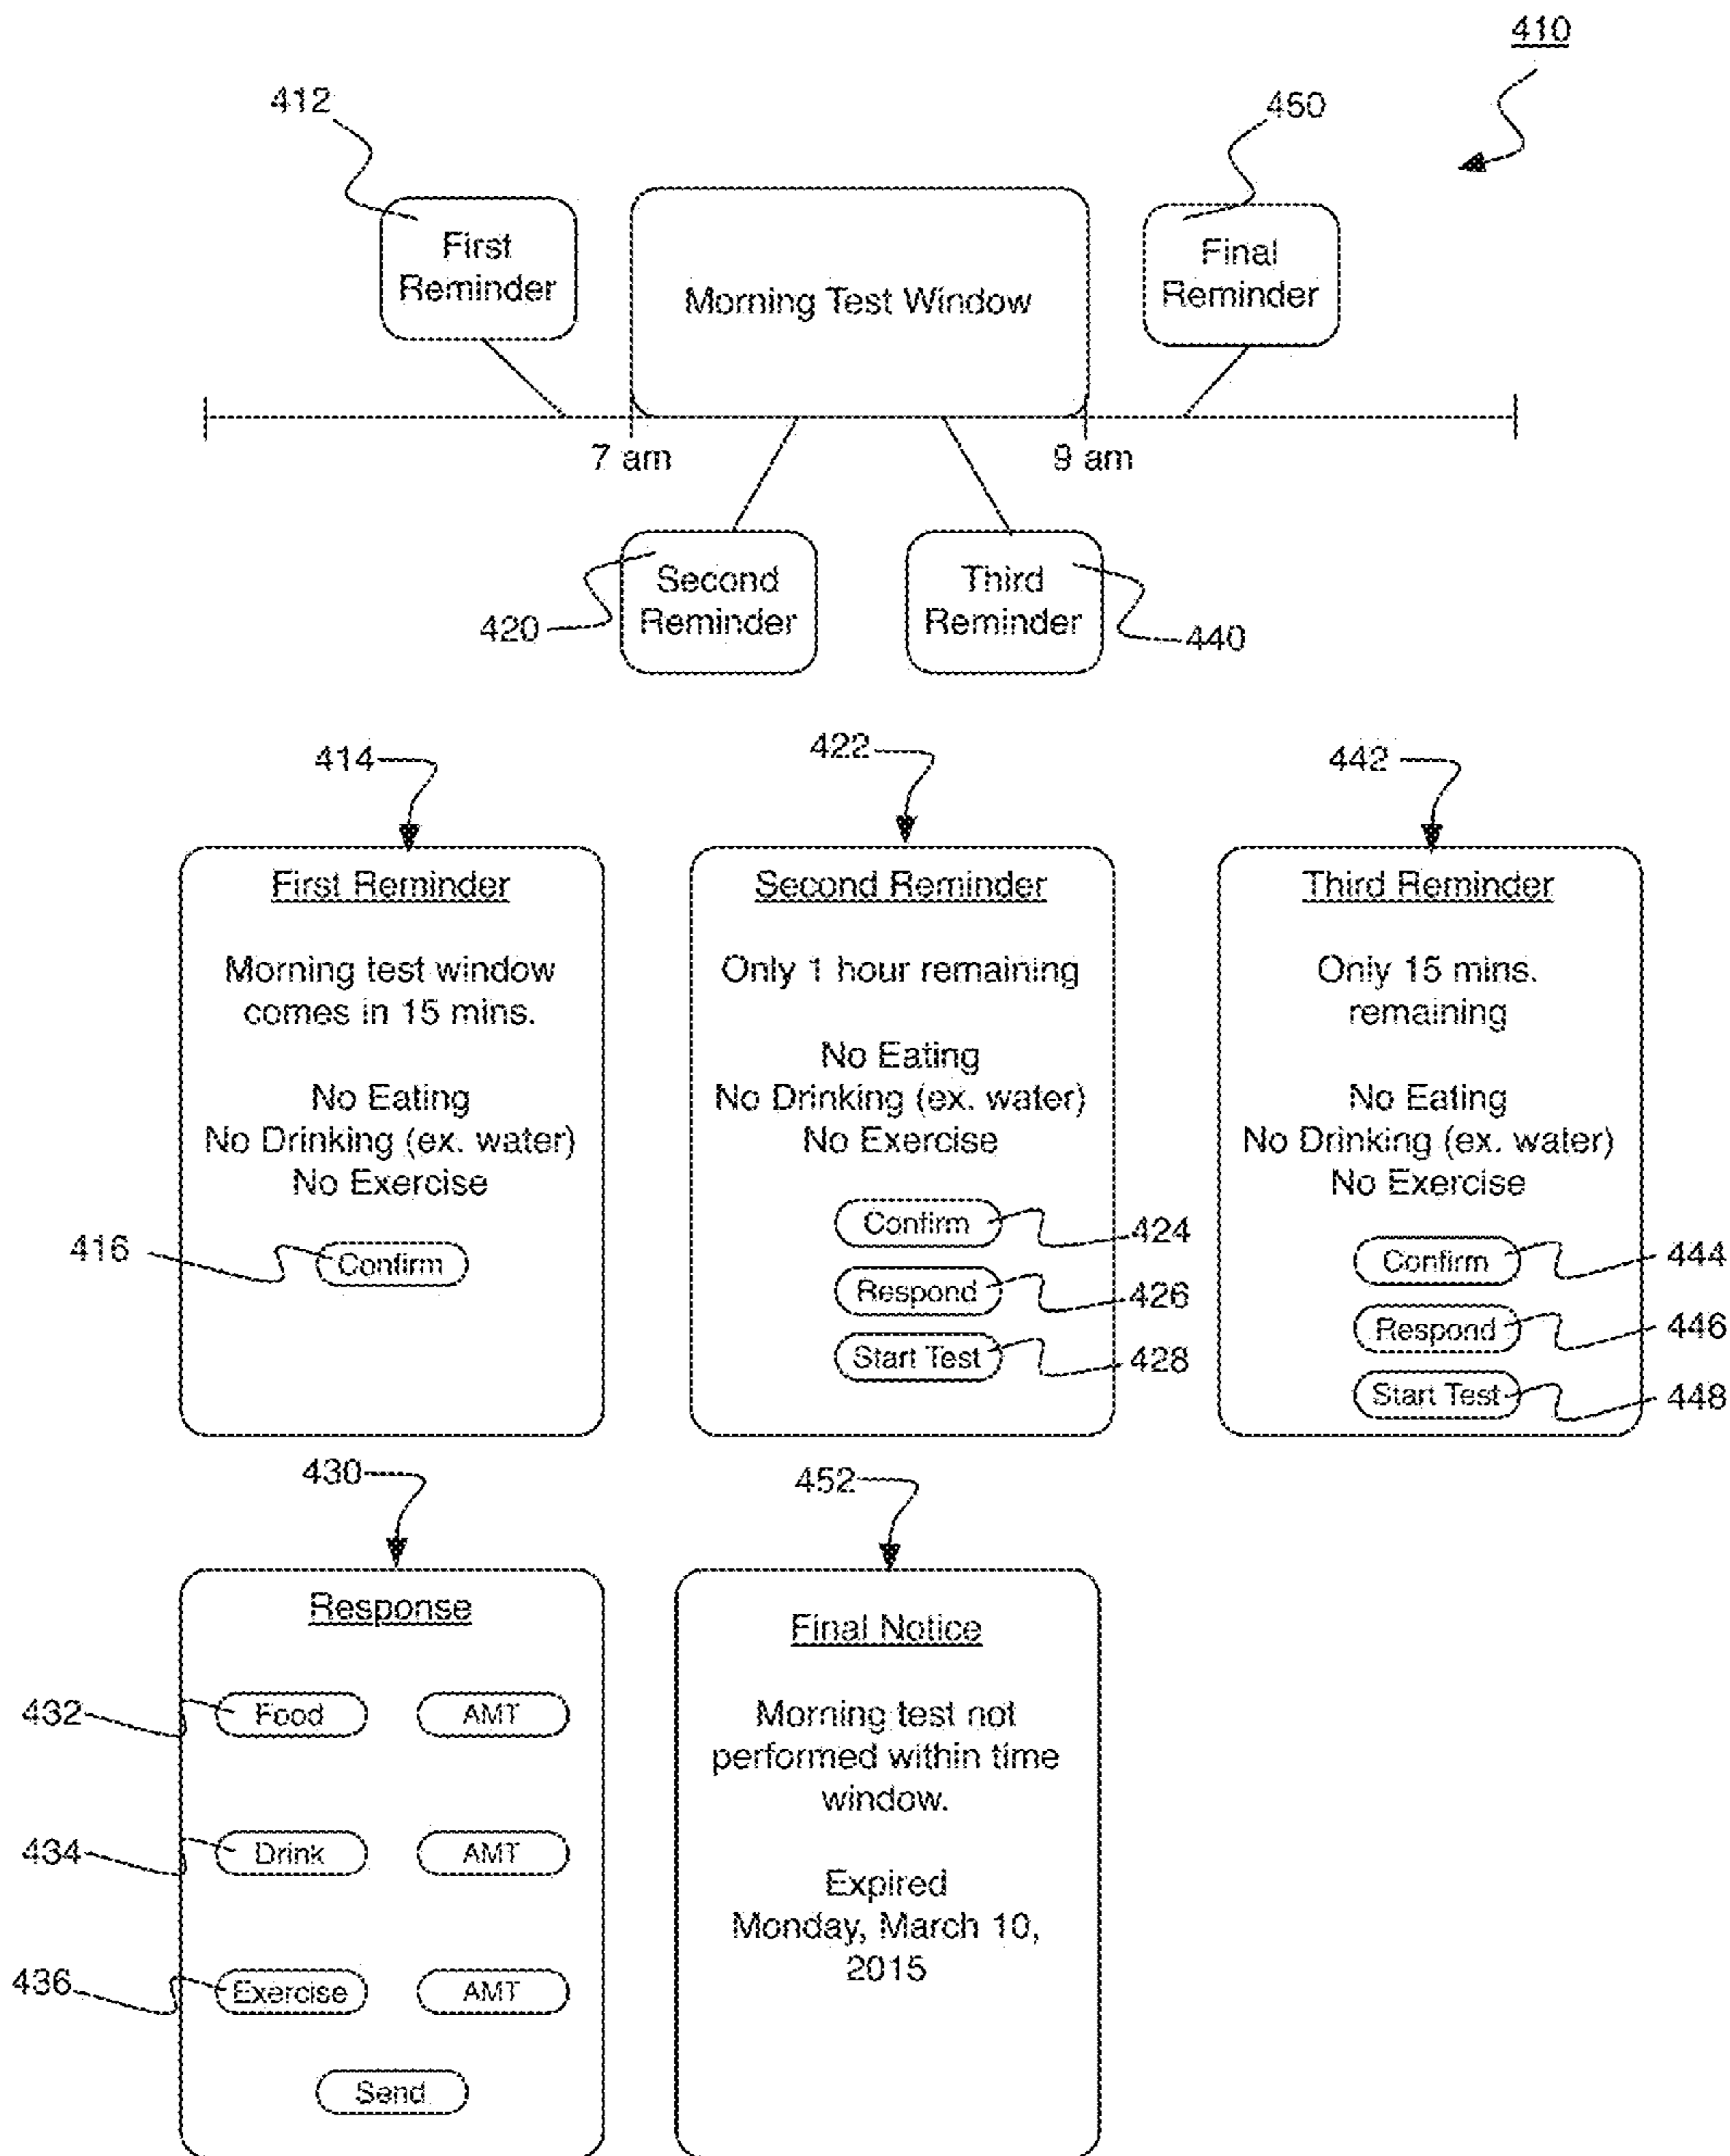 410
412
450
First
Reminder
Morning Test Window
Final
Reminder
7 am
9 am
Second
Reminder
Third
Reminder
420
440
414
422
442
First Reminder
Morning test window
comes in 15 mins.
No Eating
No Drinking (ex. water)
No Exercise
416
Confirm
Second Reminder
Only 1 hour remaining
No Eating
No Drinking (ex. water)
No Exercise
Confirm
424
Respond
426
Start Test
428
Third Reminder
Only 15 mins.
remaining
No Eating
No Drinking (ex. water)
No Exercise
Confirm
444
Respond
446
Start Test
448
430
452
Response
432
Food AMT
434
Drink AMT
436
Exercise AMT
Send
Final Notice
Morning test not
performed within time
window.
Expired
Monday, March 10,
2015